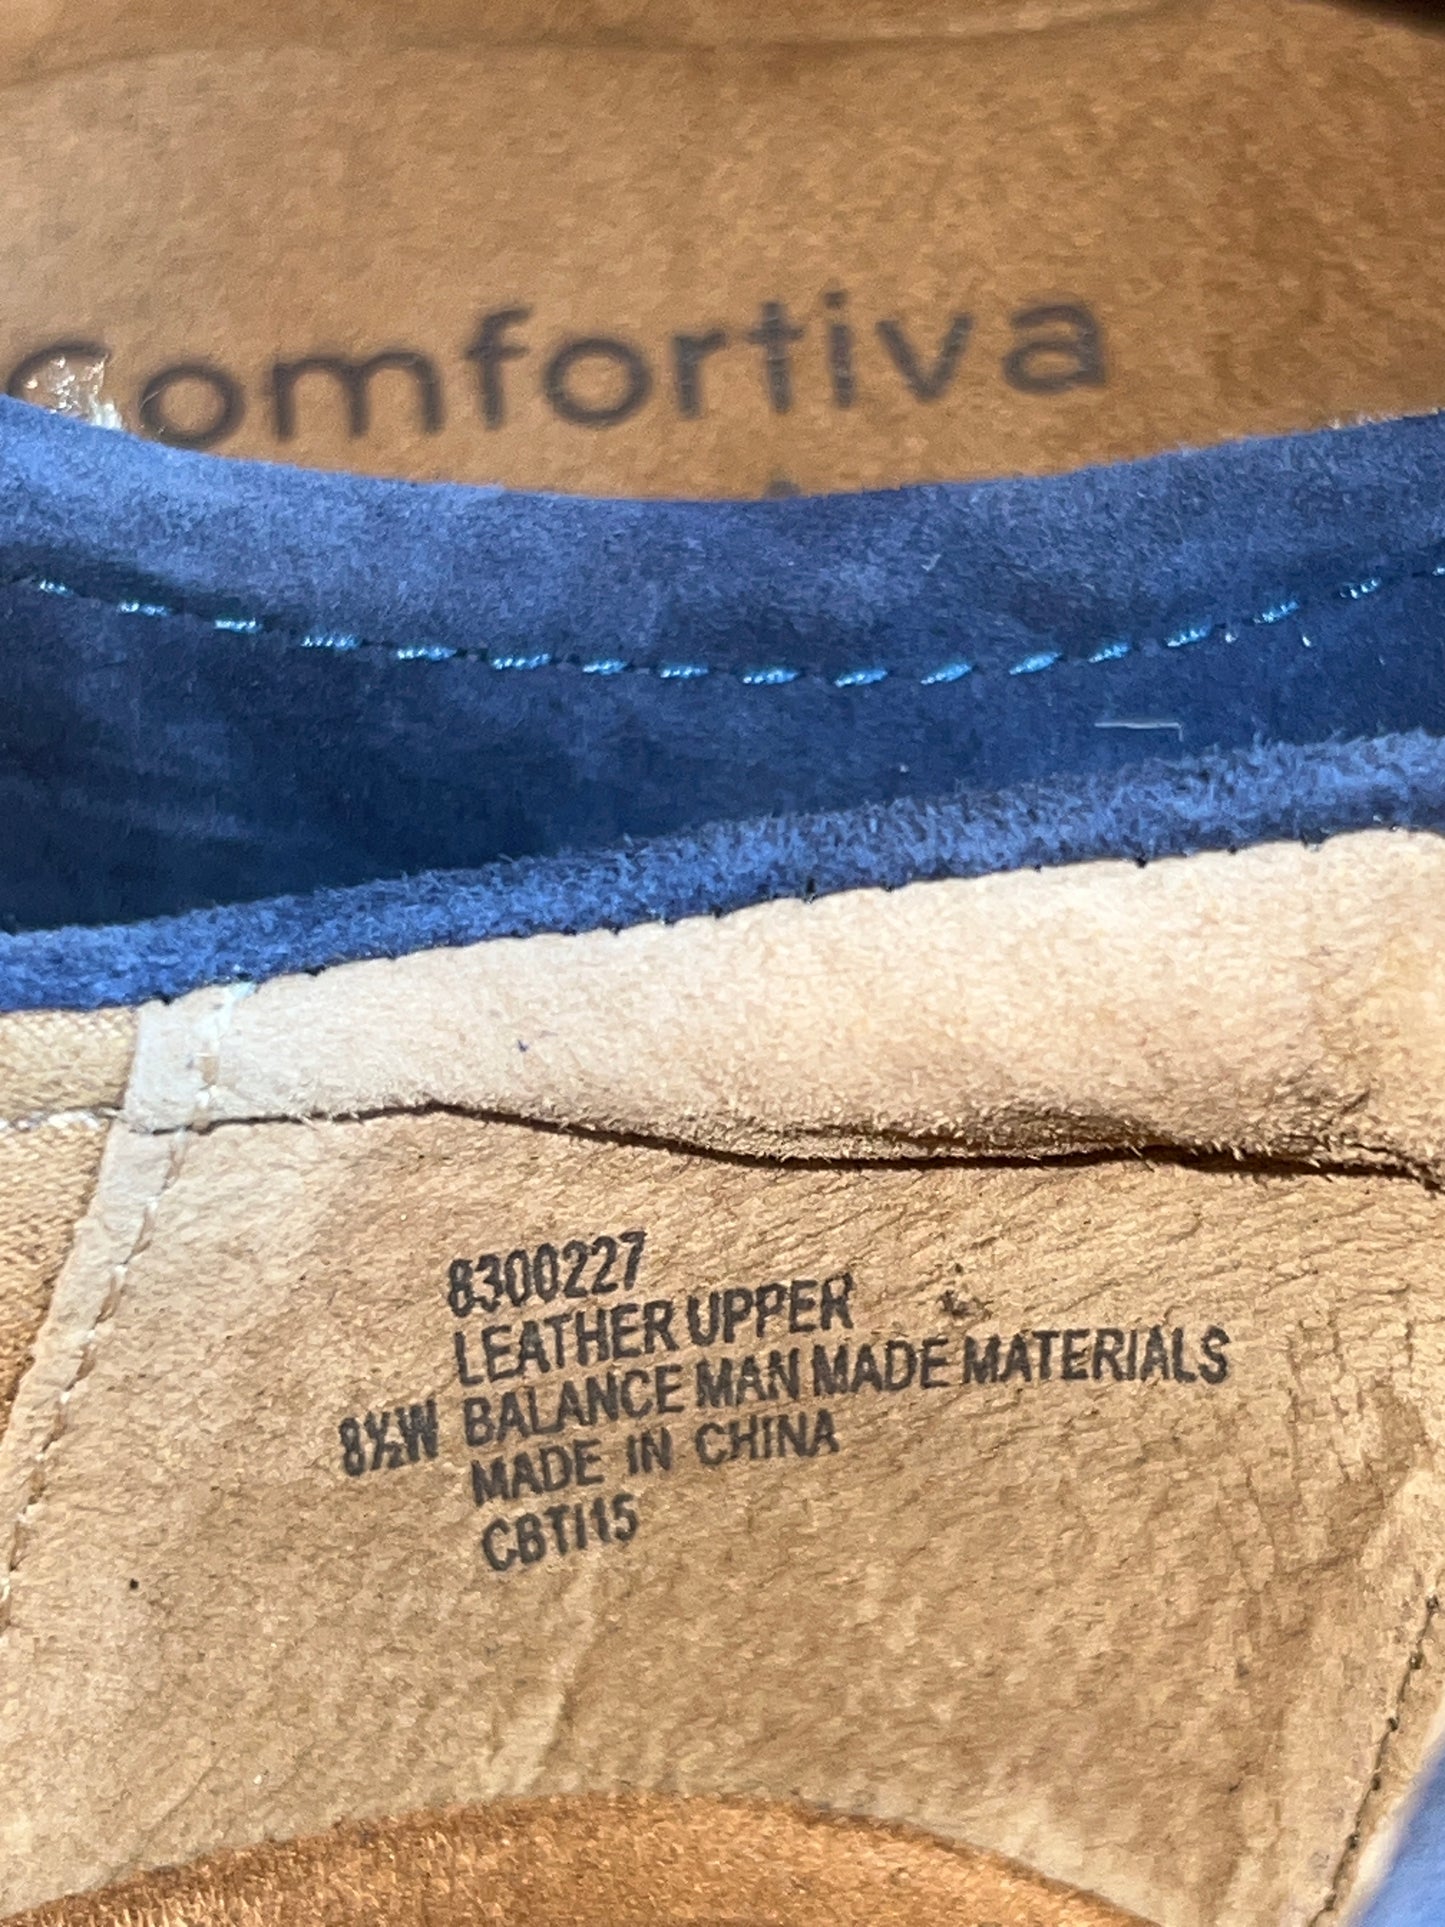 Comfortiva
8300227
LEATHER UPPER
8½W BALANCE MAN MADE MATERIALS
MADE IN CHINA
CBTI15